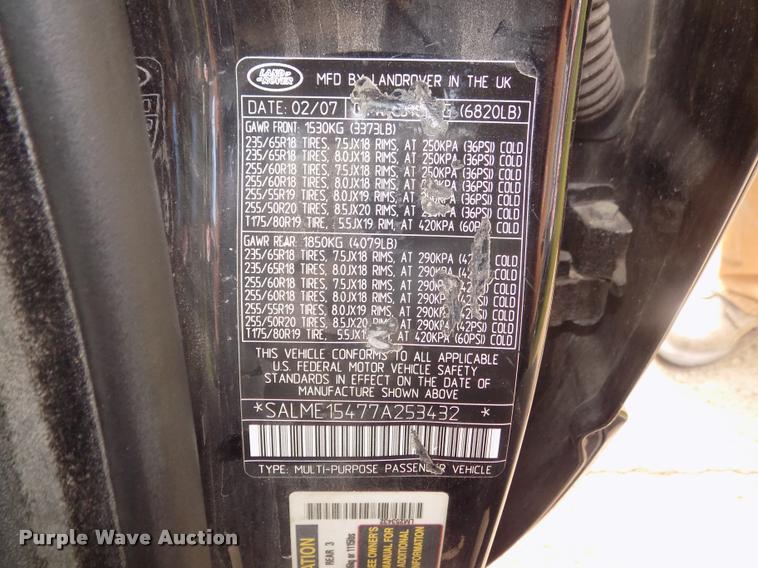 LAND ROVER
MFD BY LANDROVER IN THE UK
DATE: 02/07 (6820LB)
GAWR FRONT: 1530KG (3373LB)
235/65R18 TIRES, 7.5JX18 RIMS, AT 250KPA (36PSI) COLD
235/65R18 TIRES, 8.0JX18 RIMS, AT 250KPA (36PSI) COLD
255/60R18 TIRES, 7.5JX18 RIMS, AT 250KPA (36PSI) COLD
255/60R18 TIRES, 8.0JX18 RIMS, AT (36PSI) COLD
255/55R19 TIRES, 8.0JX19 RIMS, AT (36PSI) COLD
255/50R20 TIRES, 8.5JX20 RIMS, AT (36PSI) COLD
T175/80R19 TIRE, 5.5JX19 RIM, AT 420KPA (60PSI) COLD
GAWR REAR: 1850KG (4079LB)
235/65R18 TIRES, 7.5JX18 RIMS, AT 290KPA COLD
235/65R18 TIRES, 8.0JX18 RIMS, AT 290KPA COLD
255/60R18 TIRES, 7.5JX18 RIMS, AT 290KPA COLD
255/60R18 TIRES, 8.0JX18 RIMS, AT 290KPA COLD
255/55R19 TIRES, 8.0JX19 RIMS, AT 290KPA COLD
255/50R20 TIRES, 8.5JX20 RIMS, AT 290KPA (42PSI) COLD
T175/80R19 TIRE, AT 420KPA (60PSI) COLD
THIS VEHICLE CONFORMS TO ALL APPLICABLE
U.S. FEDERAL MOTOR VEHICLE SAFETY
STANDARDS IN EFFECT ON THE DATE OF
MANUFACTURE SHOWN ABOVE
*SALME15477A253432 *
TYPE: MULTI-PURPOSE PASSENGER VEHICLE
REAR 3
SEE OWNER'S
MANUAL FOR
ADDITIONAL
INFORMATION
Purple Wave Auction